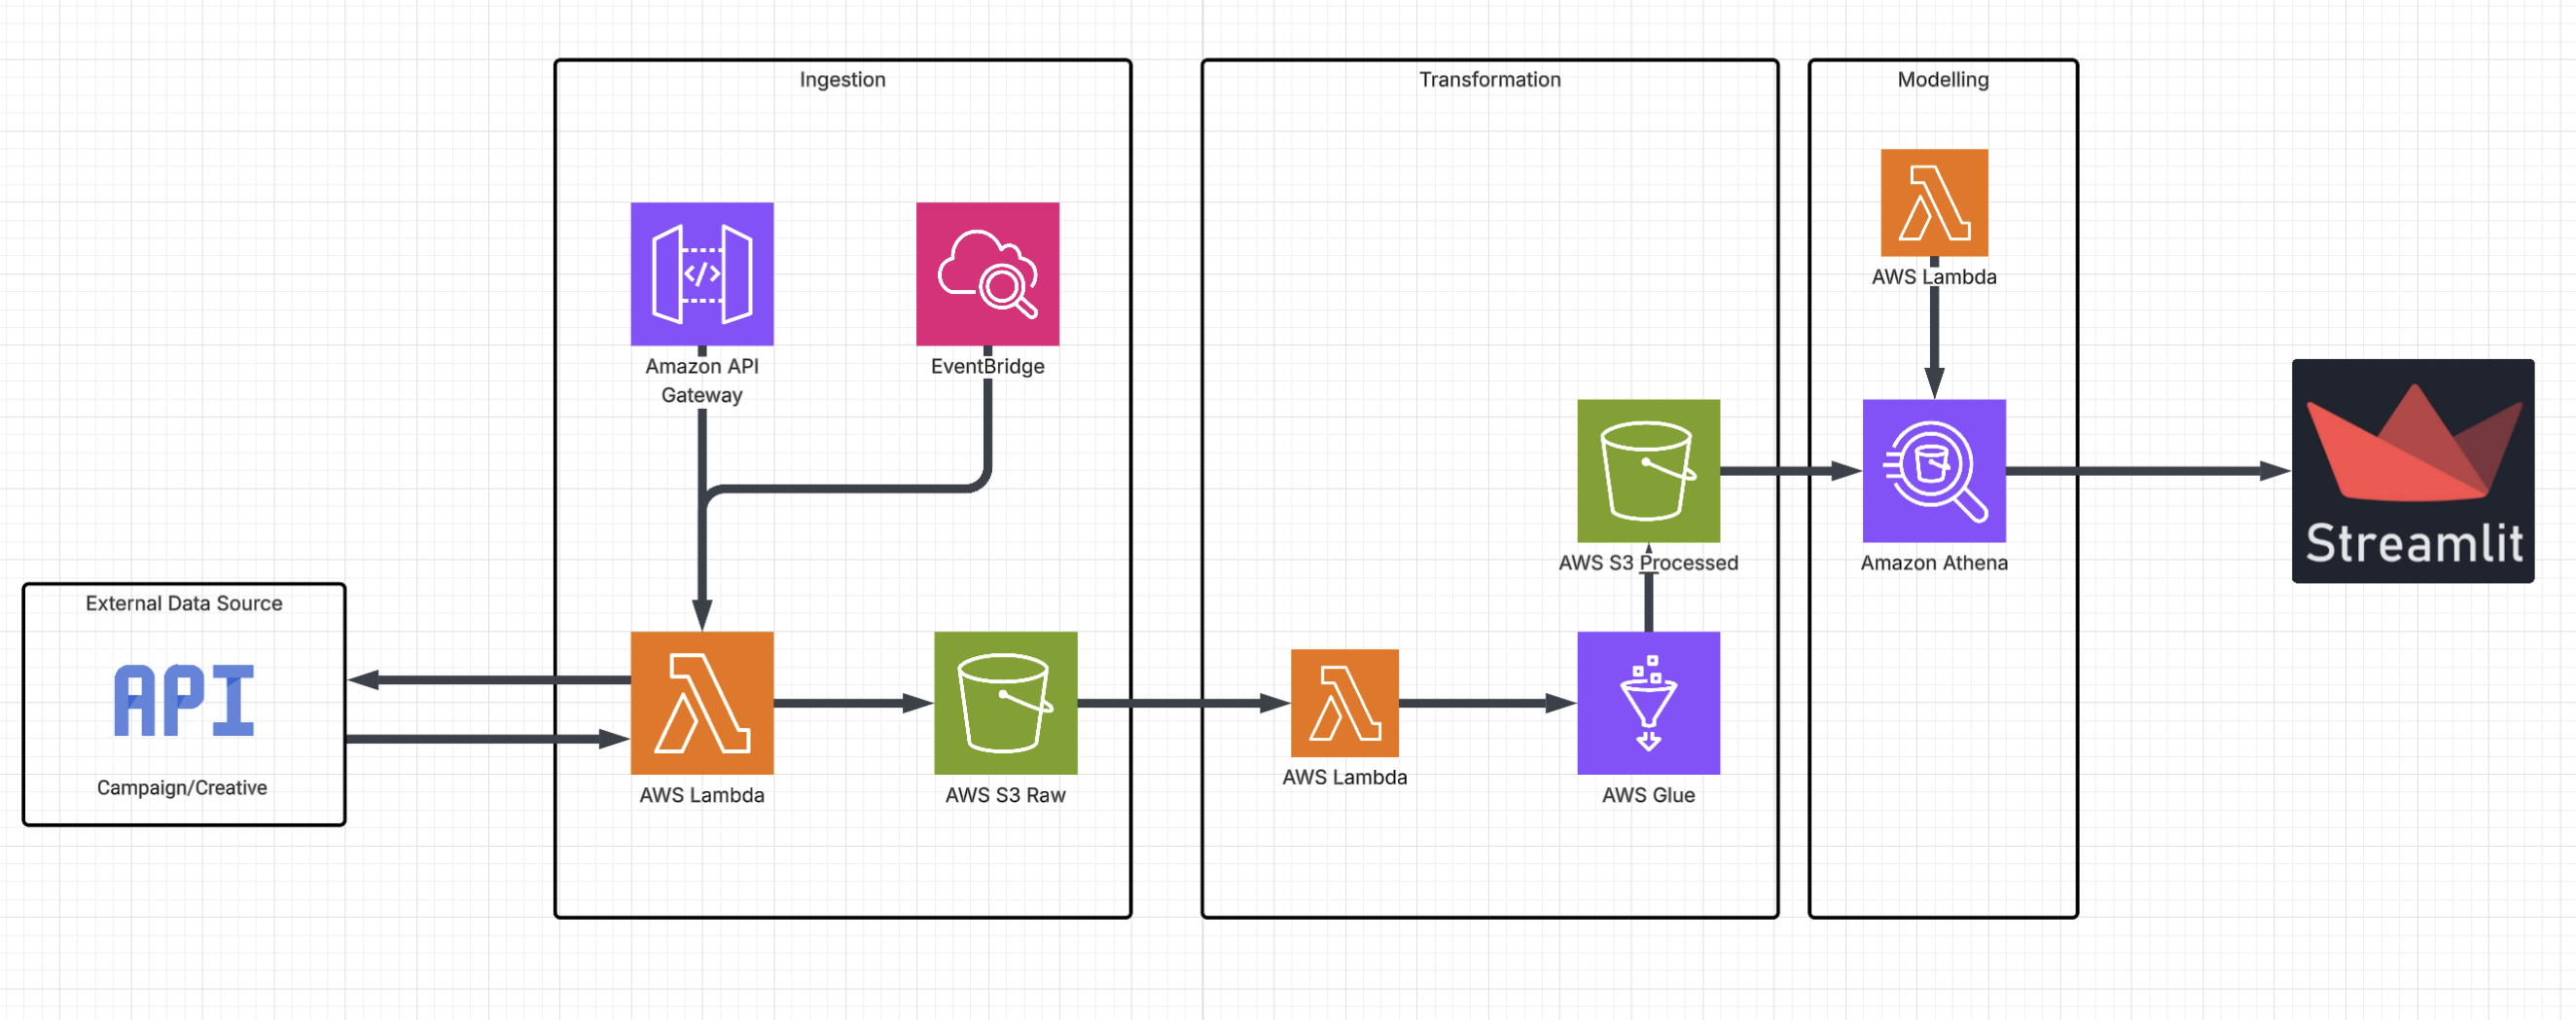 Ingestion
Transformation
Modelling
AWS Lambda
Amazon API
Gateway
EventBridge
External Data Source
API
Campaign/Creative
AWS Lambda
AWS S3 Raw
AWS Lambda
AWS Glue
AWS S3 Processed
Amazon Athena
Streamlit